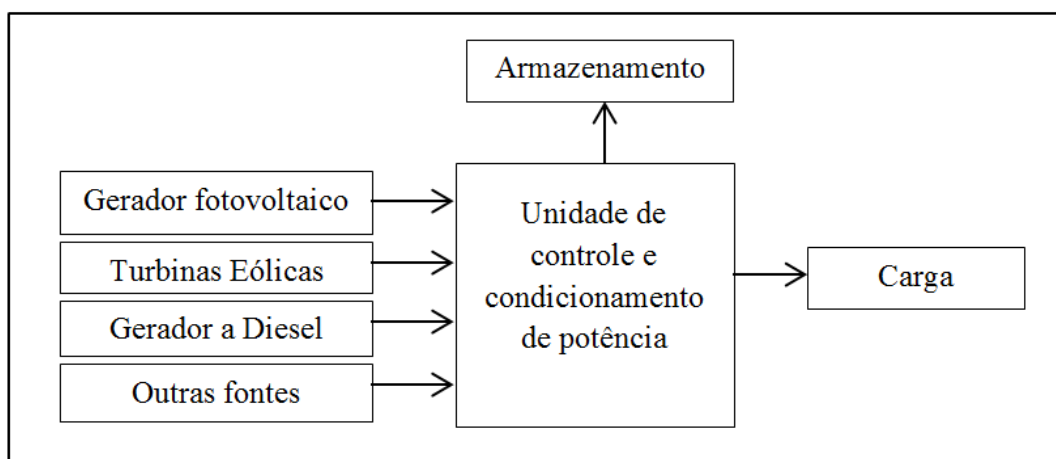 Armazenamento
Gerador fotovoltaico
Turbinas Eólicas
Gerador a Diesel
Outras fontes
Unidade de
controle e
condicionamento
de potência
Carga